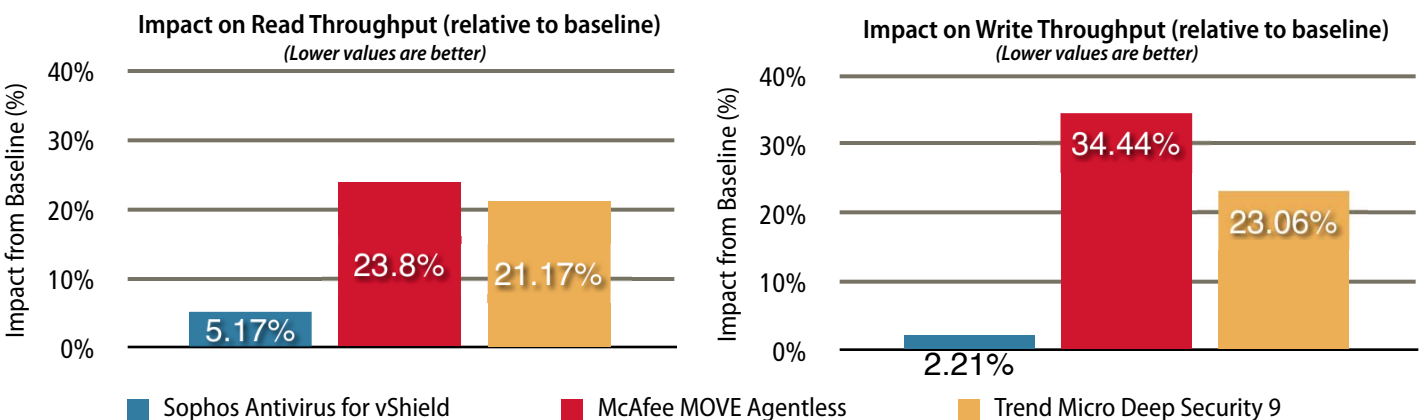 Impact on Read Throughput (relative to baseline)
(Lower values are better)
Impact from Baseline (%)
40%
30%
20%
10%
0%
5.17%
23.8%
21.17%
Impact on Write Throughput (relative to baseline)
(Lower values are better)
Impact from Baseline (%)
40%
30%
20%
10%
0%
2.21%
34.44%
23.06%
Sophos Antivirus for vShield
McAfee MOVE Agentless
Trend Micro Deep Security 9